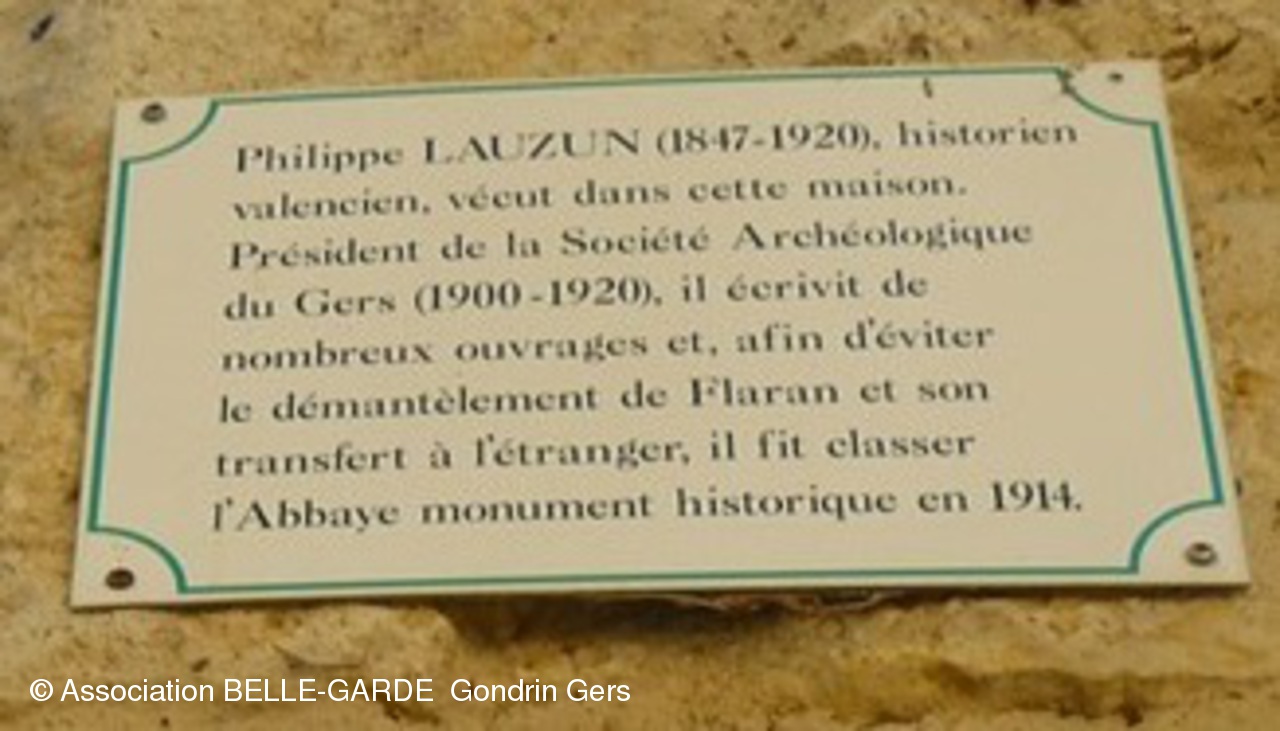 Philippe LAUZUN (1847-1920), historien
valencien, vécut dans cette maison.
Président de la Société Archéologique
du Gers (1900-1920), il écrivit de
nombreux ouvrages et, afin d'éviter
le démantèlement de Flaran et son
transfert à l'étranger, il fit classer
l'Abbaye monument historique en 1914.
© Association BELLE-GARDE Gondrin Gers